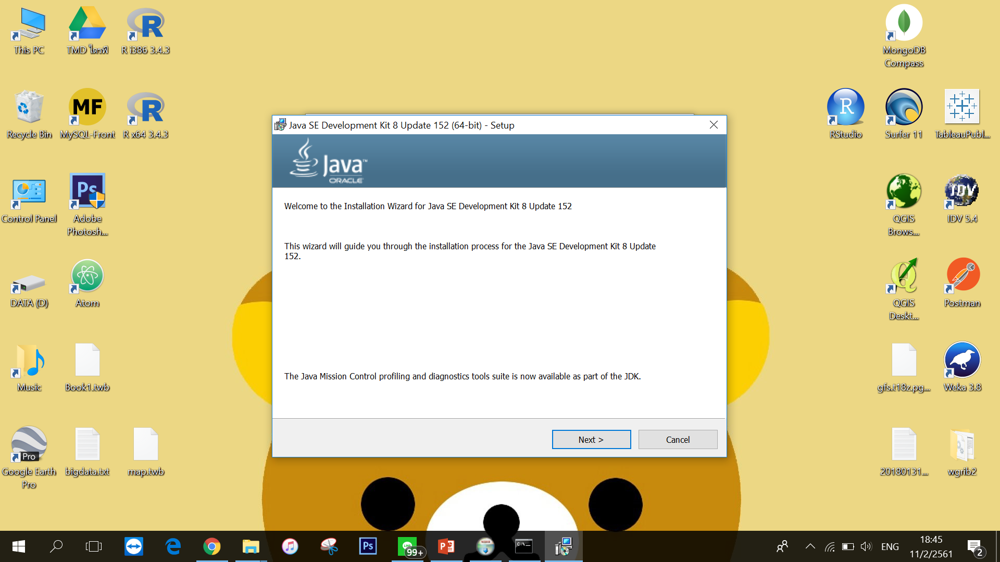 This PC
TMD ไดรฟ์
R i386 3.4.3
MongoDB
Compass
Recycle Bin
MF
MySQL-Front
R x64 3.4.3
R
RStudio
Surfer 11
TableauPubl...
Java SE Development Kit 8 Update 152 (64-bit) - Setup
Java™
ORACLE
Control Panel
Ps
Adobe
Photosh...
QGIS
Brows...
IDV
IDV 5.4
Welcome to the Installation Wizard for Java SE Development Kit 8 Update 152
This wizard will guide you through the installation process for the Java SE Development Kit 8 Update
152.
DATA (D)
Atom
QGIS
Deskt...
Postman
Music
Book1.twb
gfs.t18z.pg...
Weka 3.8
The Java Mission Control profiling and diagnostics tools suite is now available as part of the JDK.
Next >
Cancel
Pro
Google Earth
Pro
bigdata.txt
map.twb
20180131...
wgrib2
Ps
99+
ENG
18:45
11/2/2561
2